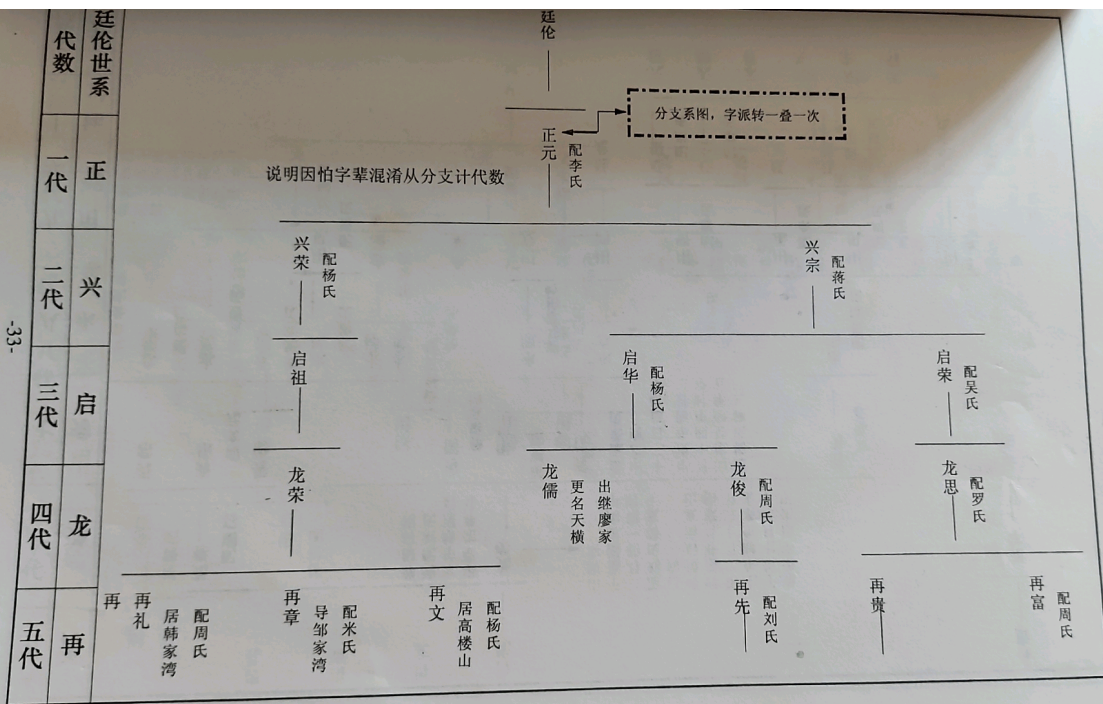 廷伦世系
代数
廷伦
分支系图，字派转一叠一次
一代
正
正元
配李氏
说明因怕字辈混淆从分支计代数
二代
兴
兴荣
配杨氏
兴宗
配蒋氏
三代
启
启祖
启华
配杨氏
启荣
配吴氏
四代
龙
龙荣
龙儒
更名天横
出继廖家
龙俊
配周氏
龙思
配罗氏
五代
再
再
再礼
居韩家湾
配周氏
再章
导邹家湾
配米氏
再文
居高楼山
配杨氏
再先
配刘氏
再贵
再富
配周氏
-33-